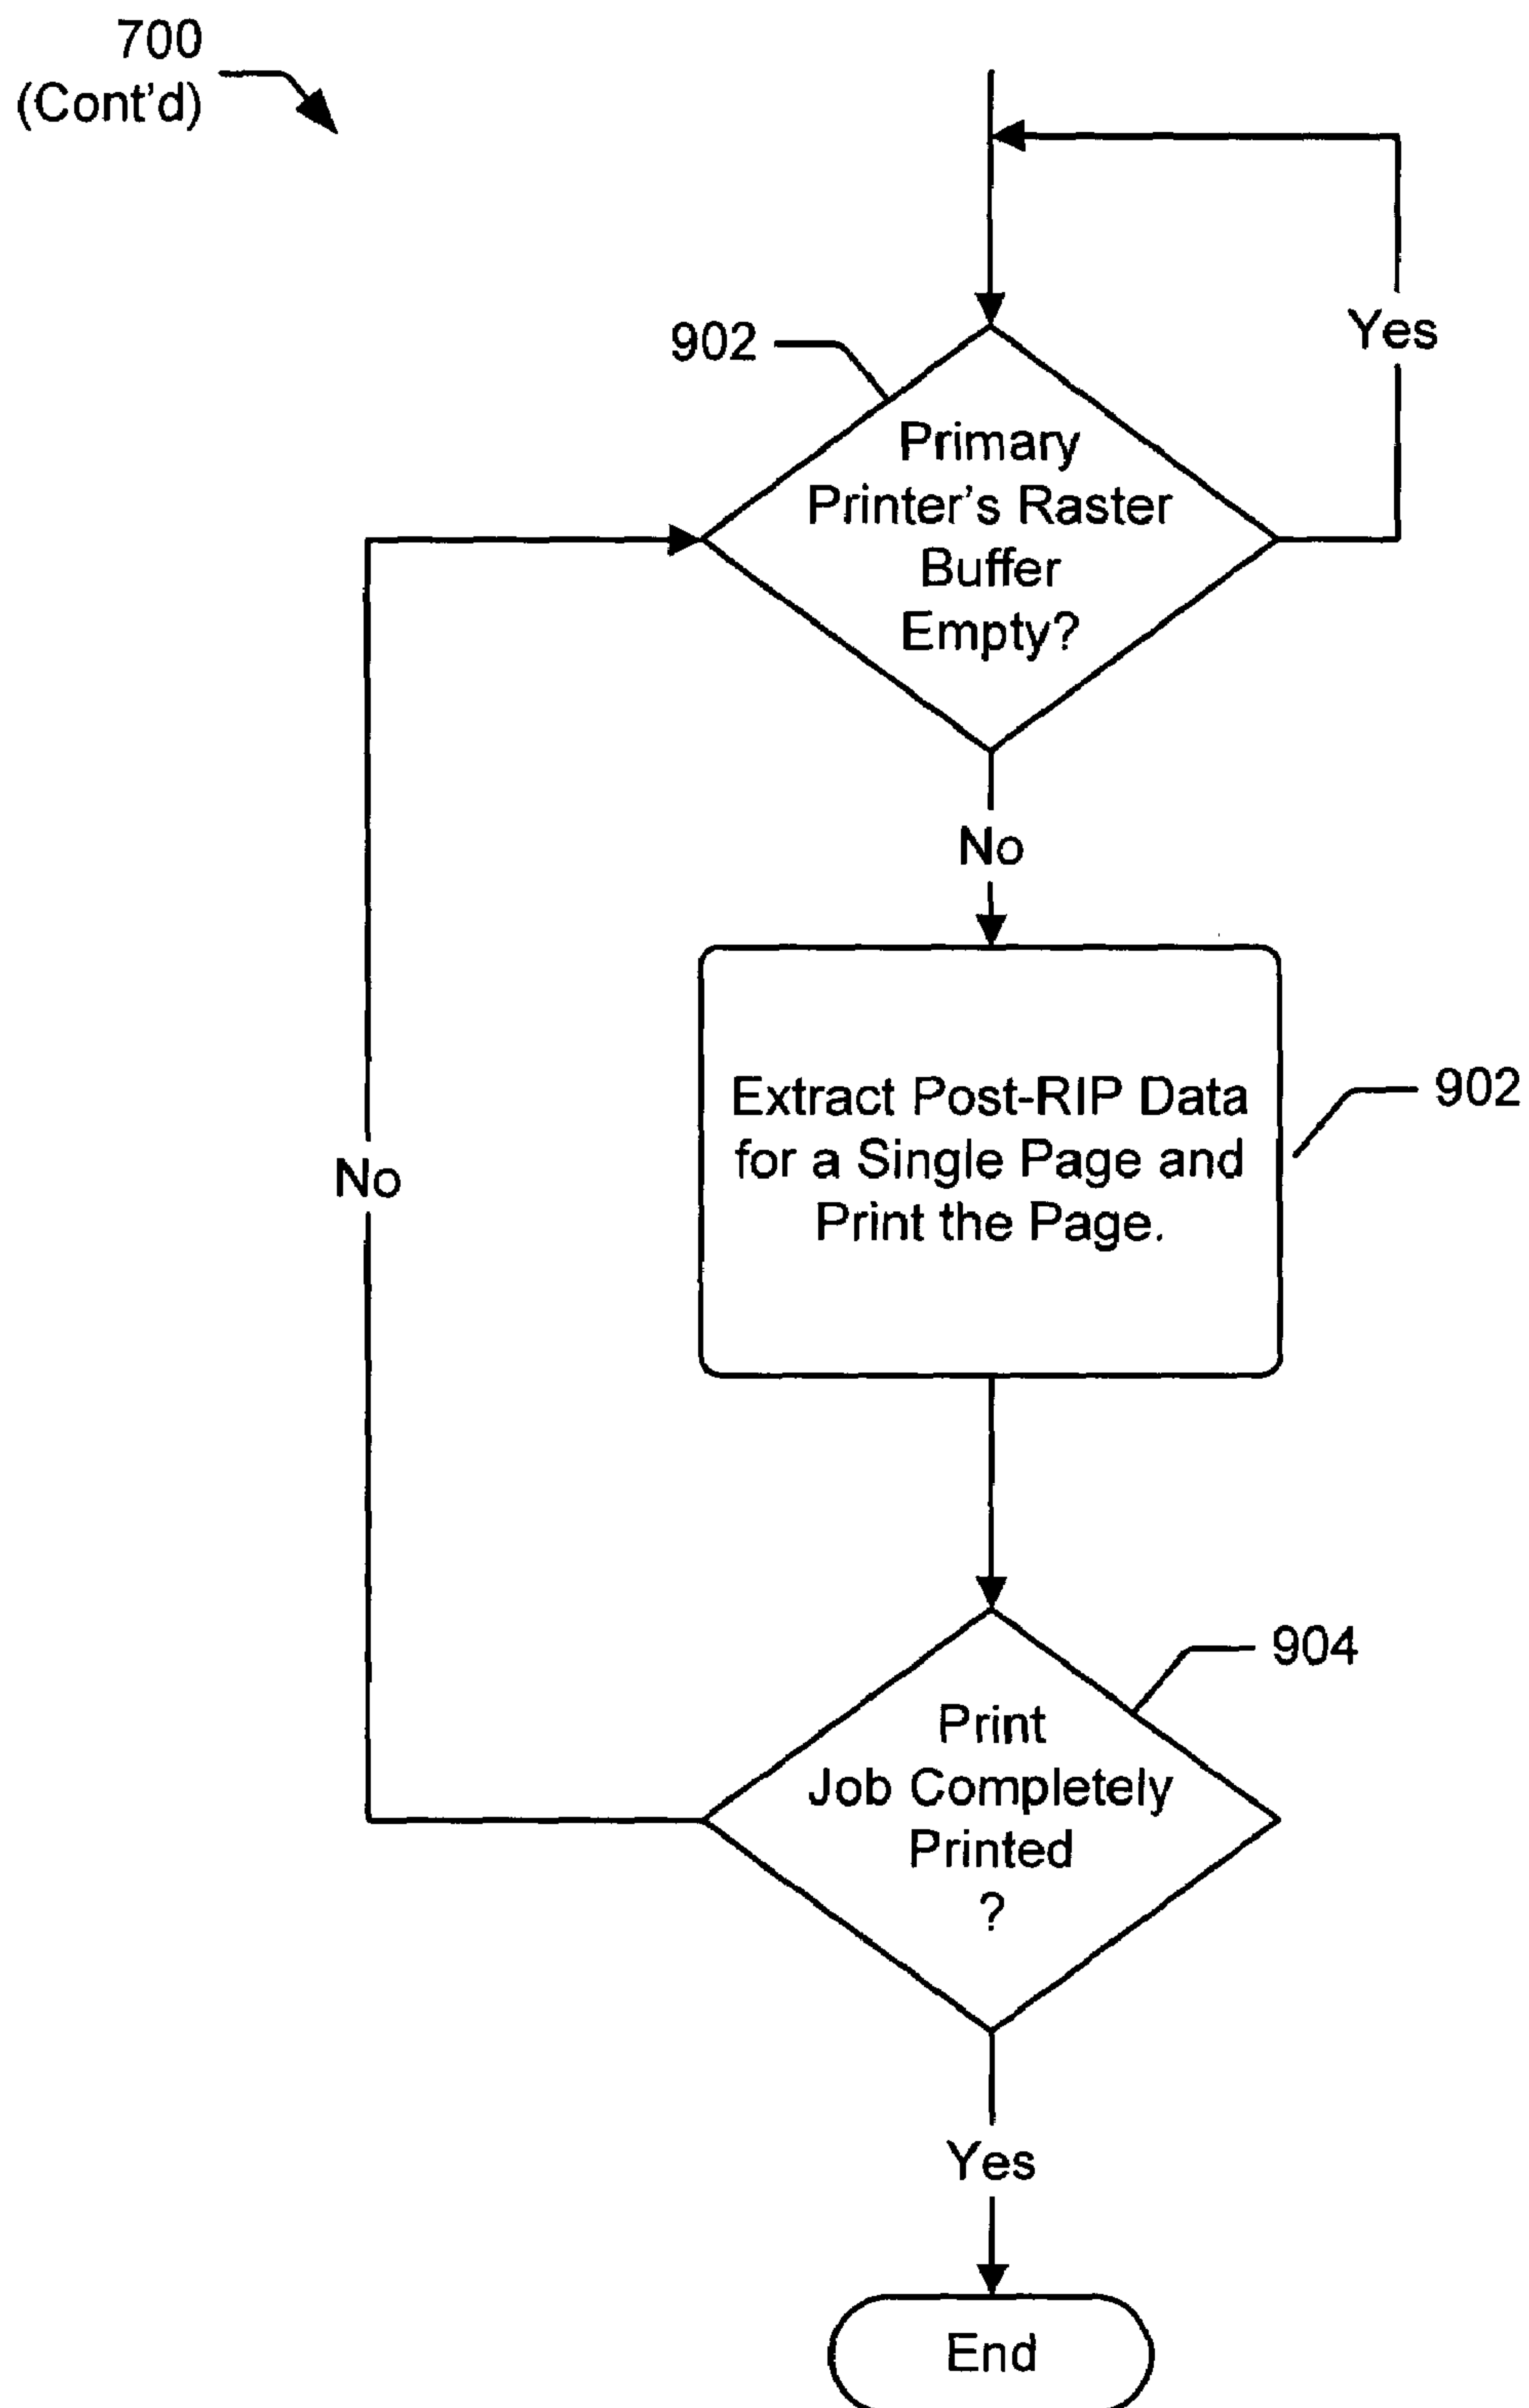 700
(Cont'd)
Yes
902
Primary
Printer's Raster
Buffer
Empty?
No
Extract Post-RIP Data
for a Single Page and
Print the Page.
902
No
904
Print
Job Completely
Printed
?
Yes
End